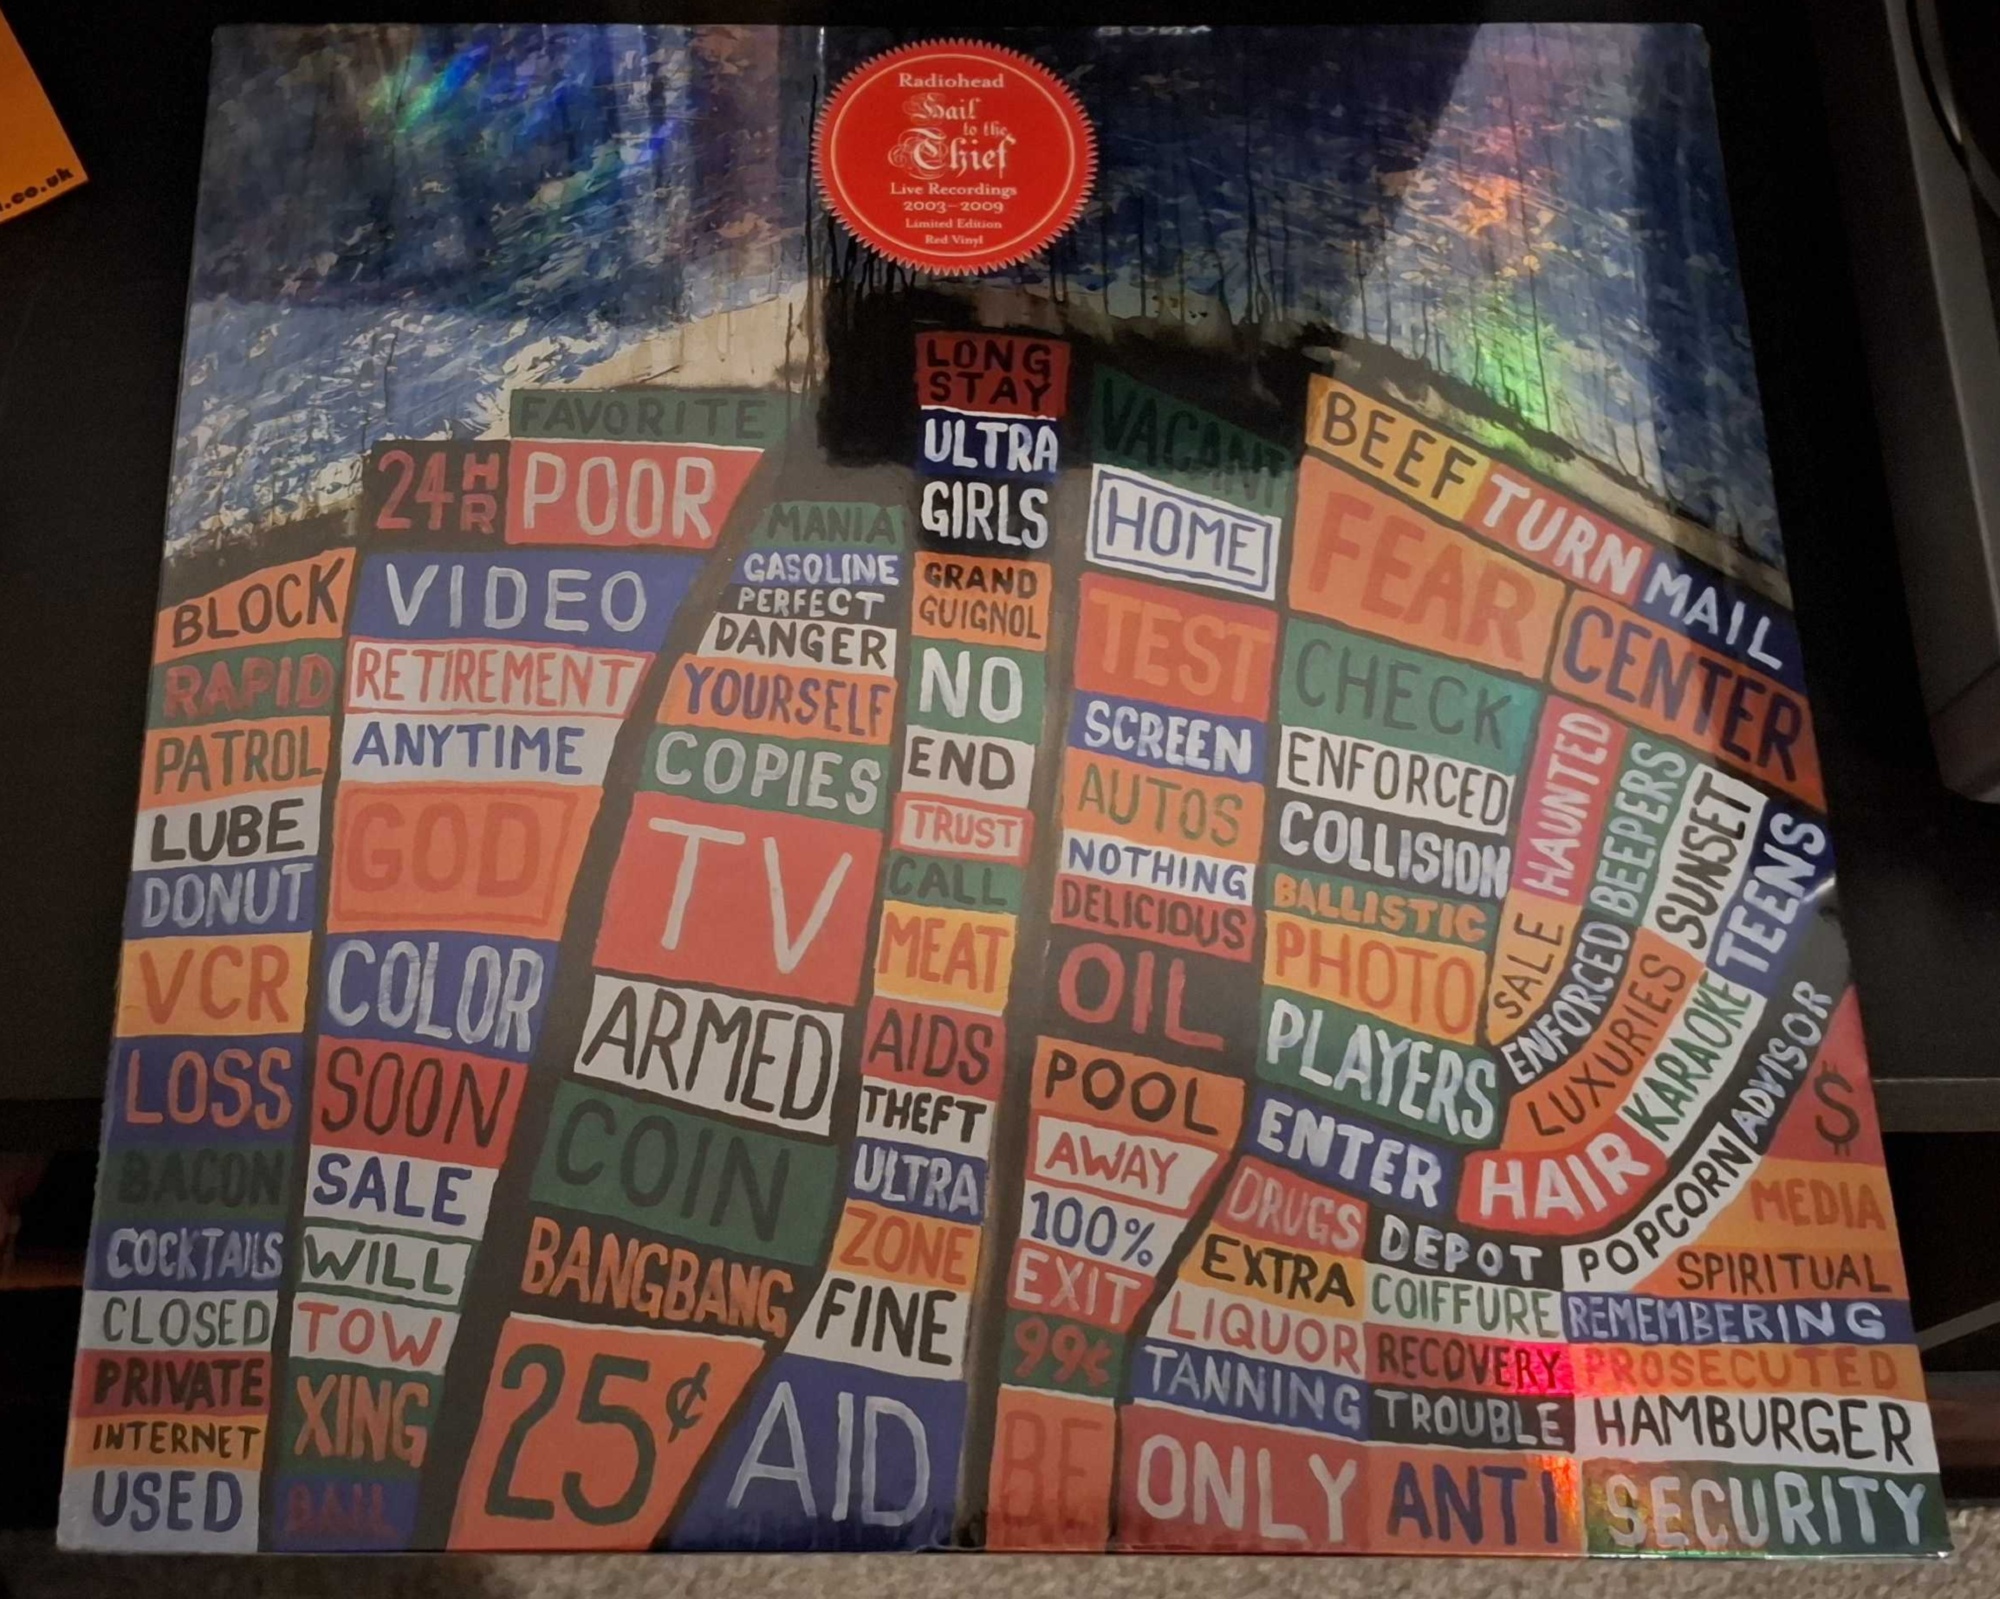 .co.uk
Radiohead
Hail
to the
Thief
Live Recordings
2003–2009
Limited Edition
Red Vinyl
FAVORITE
24HR
POOR
BLOCK
VIDEO
RAPID
RETIREMENT
PATROL
ANYTIME
LUBE
GOD
DONUT
VCR
COLOR
LOSS
SOON
BACON
SALE
COCKTAILS
WILL
CLOSED
TOW
PRIVATE
XING
INTERNET
USED
BAIL
MANIA
GASOLINE
PERFECT
DANGER
YOURSELF
COPIES
TV
ARMED
COIN
BANGBANG
25¢
LONG
STAY
ULTRA
GIRLS
GRAND
GUIGNOL
NO
END
TRUST
CALL
MEAT
AIDS
THEFT
ULTRA
ZONE
FINE
AID
VACANT
HOME
TEST
SCREEN
AUTOS
NOTHING
DELICIOUS
OIL
POOL
AWAY
100%
EXIT
99¢
BE
BEEF
TURN
MAIL
FEAR
CENTER
CHECK
ENFORCED
COLLISION
BALLISTIC
PHOTO
PLAYERS
ENTER
HAUNTED
SALE
BEEPERS
ENFORCED
SUNSET
LUXURIES
TEENS
KARAOKE
HAIR
ADVISOR
POPCORN
$
DRUGS
DEPOT
MEDIA
EXTRA
COIFFURE
SPIRITUAL
LIQUOR
RECOVERY
REMEMBERING
TANNING
TROUBLE
PROSECUTED
HAMBURGER
ONLY
ANTI
SECURITY